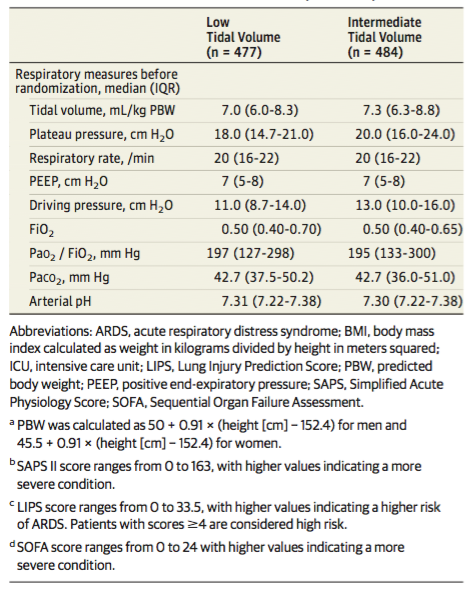 Low Tidal Volume (n = 477) Intermediate Tidal Volume (n = 484)
Respiratory measures before
randomization, median (IQR)
Tidal volume, mL/kg PBW 7.0 (6.0-8.3) 7.3 (6.3-8.8)
Plateau pressure, cm H₂O 18.0 (14.7-21.0) 20.0 (16.0-24.0)
Respiratory rate, /min 20 (16-22) 20 (16-22)
PEEP, cm H₂O 7 (5-8) 7 (5-8)
Driving pressure, cm H₂O 11.0 (8.7-14.0) 13.0 (10.0-16.0)
FiO₂ 0.50 (0.40-0.70) 0.50 (0.40-0.65)
Pao₂ / FiO₂, mm Hg 197 (127-298) 195 (133-300)
Paco₂, mm Hg 42.7 (37.5-50.2) 42.7 (36.0-51.0)
Arterial pH 7.31 (7.22-7.38) 7.30 (7.22-7.38)
Abbreviations: ARDS, acute respiratory distress syndrome; BMI, body mass
index calculated as weight in kilograms divided by height in meters squared;
ICU, intensive care unit; LIPS, Lung Injury Prediction Score; PBW, predicted
body weight; PEEP, positive end-expiratory pressure; SAPS, Simplified Acute
Physiology Score; SOFA, Sequential Organ Failure Assessment.
a PBW was calculated as 50 + 0.91 × (height [cm] − 152.4) for men and
45.5 + 0.91 × (height [cm] − 152.4) for women.
b SAPS II score ranges from 0 to 163, with higher values indicating a more
severe condition.
c LIPS score ranges from 0 to 33.5, with higher values indicating a higher risk
of ARDS. Patients with scores ≥4 are considered high risk.
d SOFA score ranges from 0 to 24 with higher values indicating a more
severe condition.